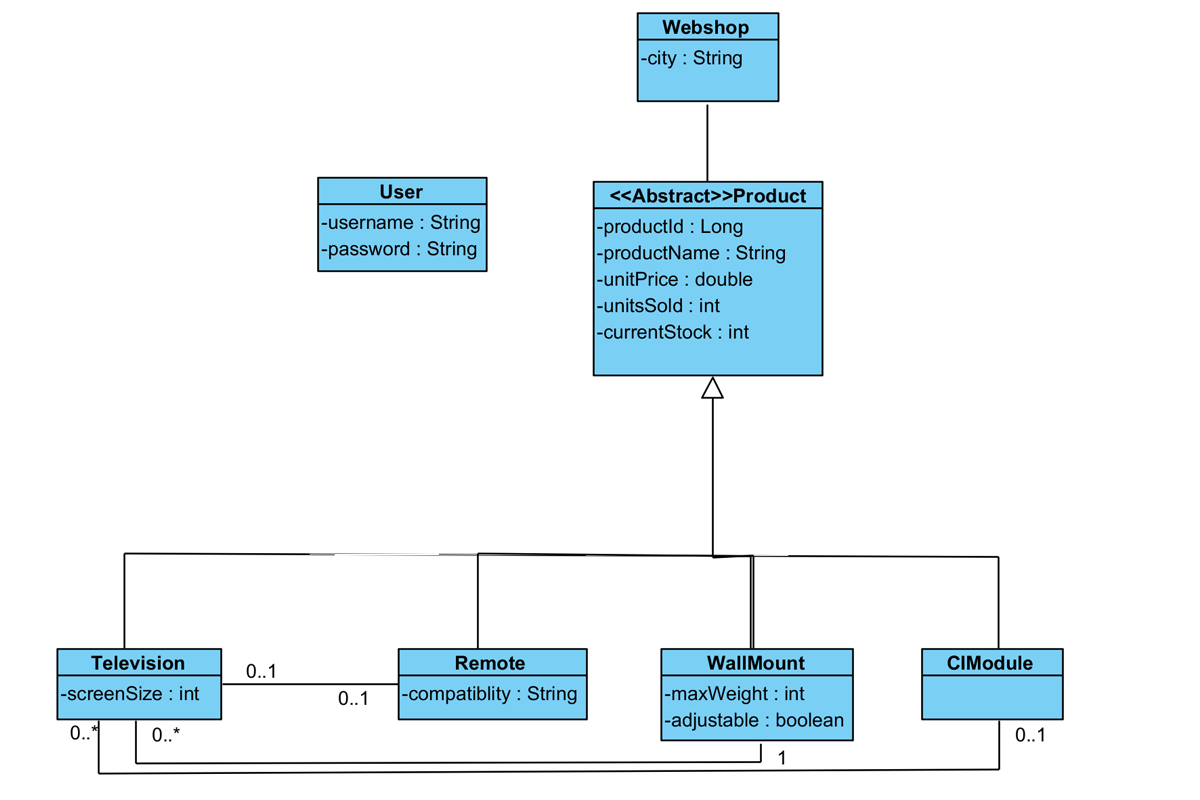 Webshop
-city : String
User
-username : String
-password : String
<<Abstract>>Product
-productId : Long
-productName : String
-unitPrice : double
-unitsSold : int
-currentStock : int
Television
-screenSize : int
0..1
0..1
Remote
-compatiblity : String
WallMount
-maxWeight : int
-adjustable : boolean
CIModule
0..*
0..*
1
0..1